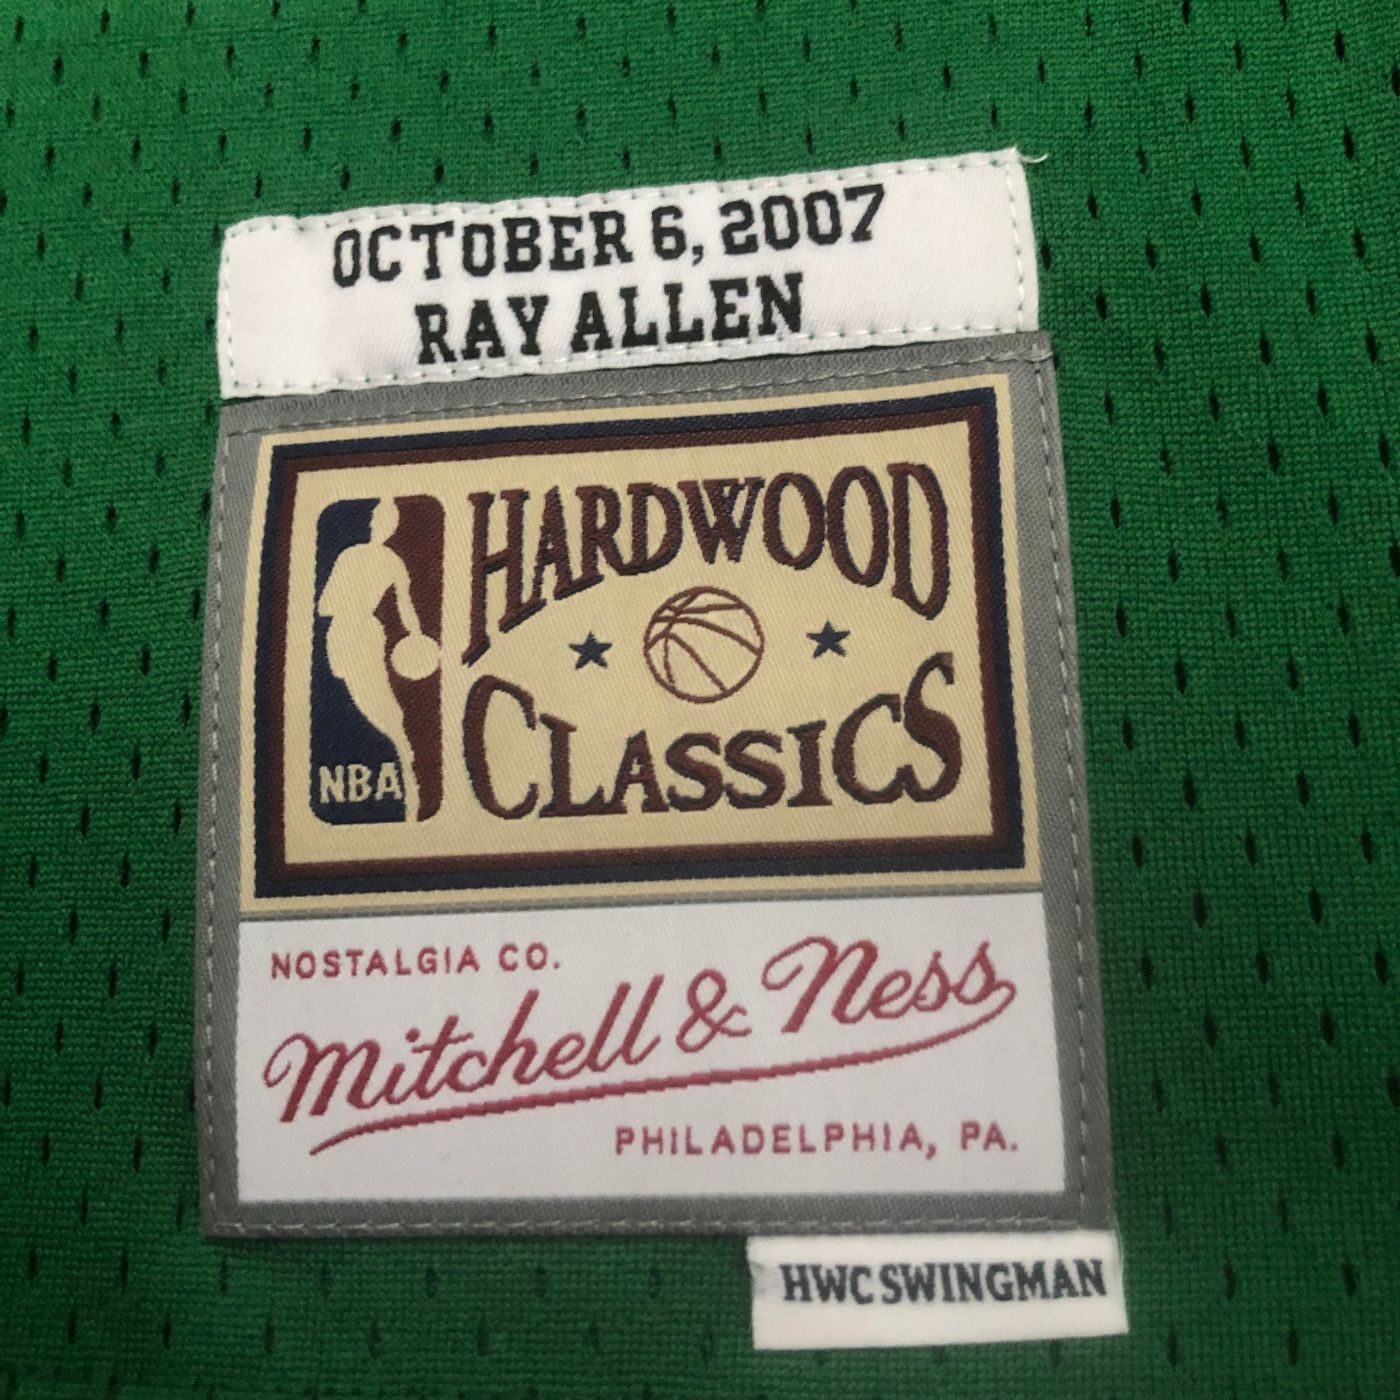 OCTOBER 6, 2007
RAY ALLEN
HARDWOOD
CLASSICS
NBA
NOSTALGIA CO.
Mitchell & Ness
PHILADELPHIA, PA.
HWC SWINGMAN